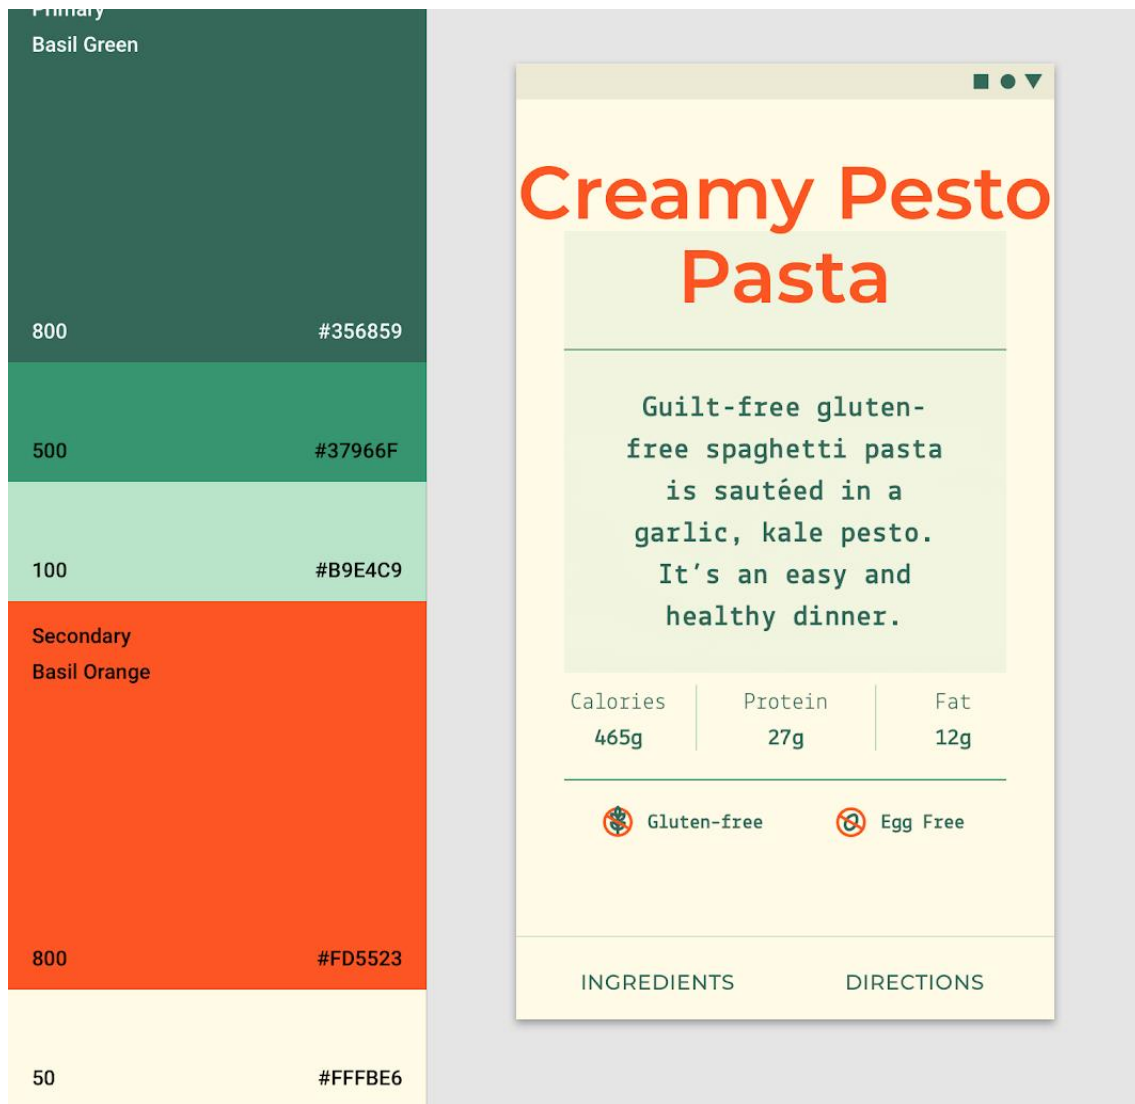 Primary
Basil Green
800 #356859
500 #37966F
100 #B9E4C9
Secondary
Basil Orange
800 #FD5523
50 #FFFBE6
Creamy Pesto
Pasta
Guilt-free gluten-
free spaghetti pasta
is sautéed in a
garlic, kale pesto.
It’s an easy and
healthy dinner.
Calories Protein Fat
465g 27g 12g
Gluten-free Egg Free
INGREDIENTS DIRECTIONS